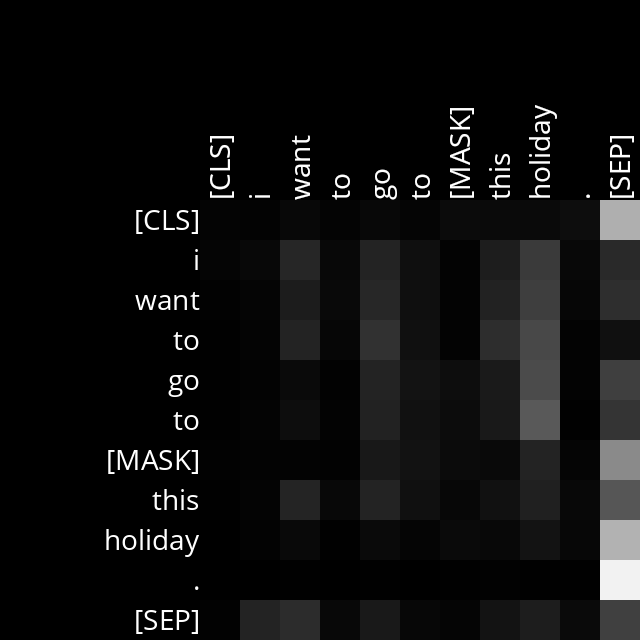 [CLS] i want to go to [MASK] this holiday . [SEP]
[CLS]
i
want
to
go
to
[MASK]
this
holiday
.
[SEP]